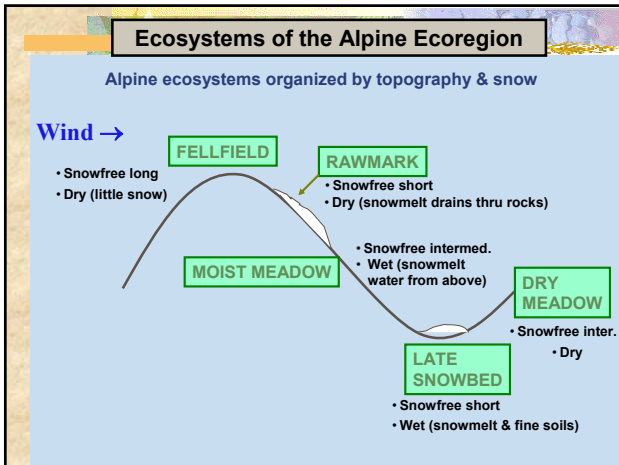 Ecosystems of the Alpine Ecoregion
Alpine ecosystems organized by topography & snow
Wind →
FELLFIELD
• Snowfree long
• Dry (little snow)
RAWMARK
• Snowfree short
• Dry (snowmelt drains thru rocks)
MOIST MEADOW
• Snowfree intermed.
• Wet (snowmelt
water from above)
DRY
MEADOW
• Snowfree inter.
• Dry
LATE
SNOWBED
• Snowfree short
• Wet (snowmelt & fine soils)